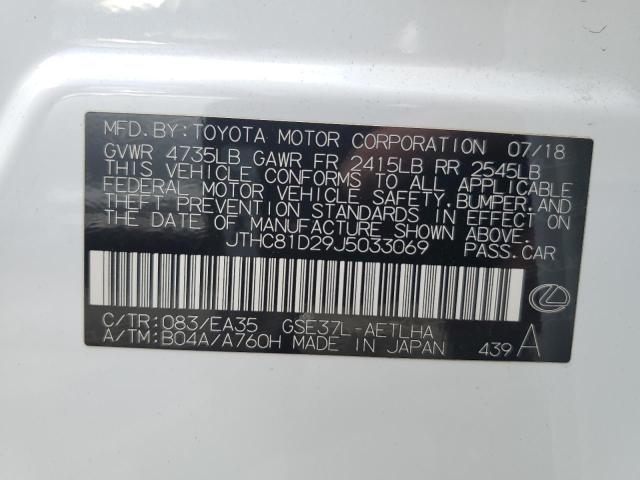 MFD.BY:TOYOTA MOTOR CORPORATION 07/18
GVWR 4735LB GAWR FR 2415LB RR 2545LB
THIS VEHICLE CONFORMS TO ALL APPLICABLE
FEDERAL MOTOR VEHICLE SAFETY,BUMPER,AND
THEFT PREVENTION STANDARDS IN EFFECT ON
THE DATE OF MANUFACTURE SHOWN ABOVE.
JTHC81D29J5033069 PASS.CAR
C/TR:083/EA35 GSE37L-AETLHA
A/TM:B04A/A760H MADE IN JAPAN 439 A